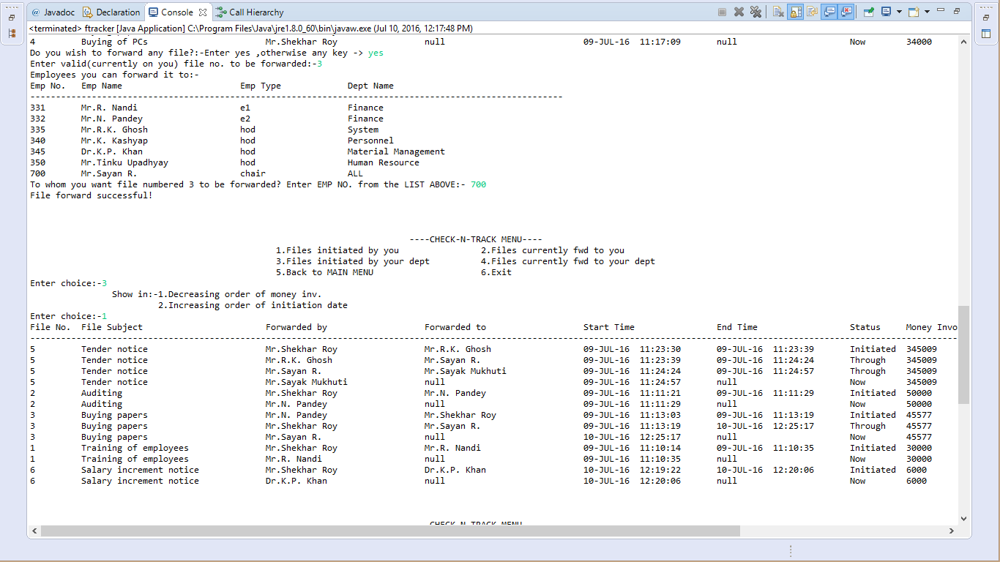 @ Javadoc Declaration Console Call Hierarchy
<terminated> ftracker [Java Application] C:\Program Files\Java\jre1.8.0_60\bin\javaw.exe (Jul 10, 2016, 12:17:48 PM)
4 Buying of PCs Mr.Shekhar Roy null 09-JUL-16 11:17:09 null Now 34000
Do you wish to forward any file?:-Enter yes ,otherwise any key -> yes
Enter valid(currently on you) file no. to be forwarded:-3
Employees you can forward it to:-
Emp No. Emp Name Emp Type Dept Name
--------------------------------------------------------------------------------------------------------
331 Mr.R. Nandi e1 Finance
332 Mr.N. Pandey e2 Finance
335 Mr.R.K. Ghosh hod System
340 Mr.K. Kashyap hod Personnel
345 Dr.K.P. Khan hod Material Management
350 Mr.Tinku Upadhyay hod Human Resource
700 Mr.Sayan R. chair ALL
To whom you want file numbered 3 to be forwarded? Enter EMP NO. from the LIST ABOVE:- 700
File forward successful!
----CHECK-N-TRACK MENU----
1.Files initiated by you 2.Files currently fwd to you
3.Files initiated by your dept 4.Files currently fwd to your dept
5.Back to MAIN MENU 6.Exit
Enter choice:-3
Show in:-1.Decreasing order of money inv.
2.Increasing order of initiation date
Enter choice:-1
File No. File Subject Forwarded by Forwarded to Start Time End Time Status Money Invo
--------------------------------------------------------------------------------------------------------
5 Tender notice Mr.Shekhar Roy Mr.R.K. Ghosh 09-JUL-16 11:23:30 09-JUL-16 11:23:39 Initiated 345009
5 Tender notice Mr.R.K. Ghosh Mr.Sayan R. 09-JUL-16 11:23:39 09-JUL-16 11:24:24 Through 345009
5 Tender notice Mr.Sayan R. Mr.Sayak Mukhuti 09-JUL-16 11:24:24 09-JUL-16 11:24:57 Through 345009
5 Tender notice Mr.Sayak Mukhuti null 09-JUL-16 11:24:57 null Now 345009
2 Auditing Mr.Shekhar Roy Mr.N. Pandey 09-JUL-16 11:11:21 09-JUL-16 11:11:29 Initiated 50000
2 Auditing Mr.N. Pandey null 09-JUL-16 11:11:29 null Now 50000
3 Buying papers Mr.N. Pandey Mr.Shekhar Roy 09-JUL-16 11:13:03 09-JUL-16 11:13:19 Initiated 45577
3 Buying papers Mr.Shekhar Roy Mr.Sayan R. 09-JUL-16 11:13:19 10-JUL-16 12:25:17 Through 45577
3 Buying papers Mr.Sayan R. null 10-JUL-16 12:25:17 null Now 45577
1 Training of employees Mr.Shekhar Roy Mr.R. Nandi 09-JUL-16 11:10:14 09-JUL-16 11:10:35 Initiated 30000
1 Training of employees Mr.R. Nandi null 09-JUL-16 11:10:35 null Now 30000
6 Salary increment notice Mr.Shekhar Roy Dr.K.P. Khan 10-JUL-16 12:19:22 10-JUL-16 12:20:06 Initiated 6000
6 Salary increment notice Dr.K.P. Khan null 10-JUL-16 12:20:06 null Now 6000
CHECK-N-TRACK MENU